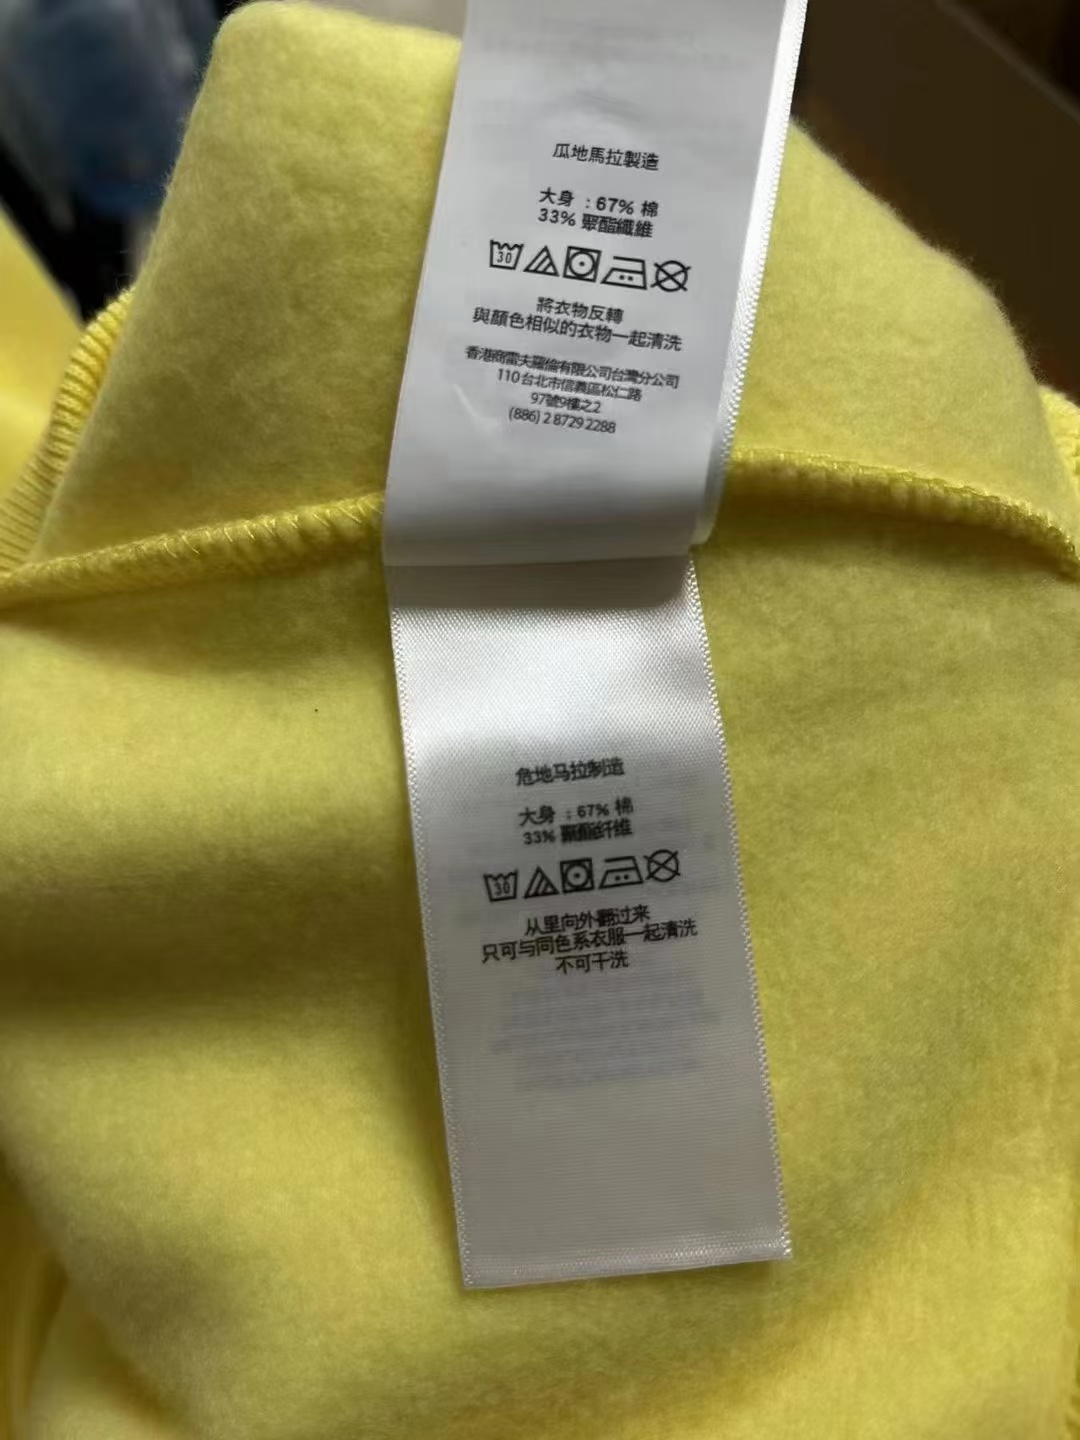 瓜地馬拉製造
大身 : 67% 棉
33% 聚酯纖維
30
將衣物反轉
與顏色相似的衣物一起清洗
香港商雷夫羅倫有限公司台灣分公司
110 台北市信義區松仁路
97號9樓之2
(886) 2 8729 2288
危地马拉制造
大身 : 67% 棉
33% 聚酯纤维
30
从里向外翻过来
只可与同色系衣服一起清洗
不可干洗